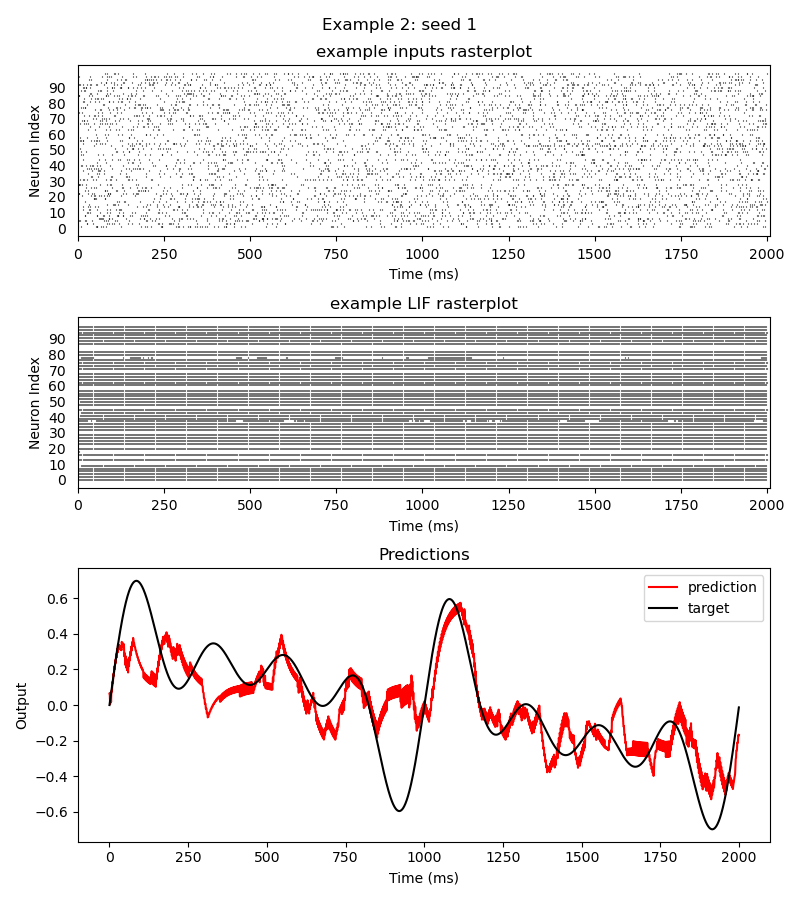 Example 2: seed 1
example inputs rasterplot
Neuron Index
90
80
70
60
50
40
30
20
10
0
0 250 500 750 1000 1250 1500 1750 2000
Time (ms)
example LIF rasterplot
Neuron Index
90
80
70
60
50
40
30
20
10
0
0 250 500 750 1000 1250 1500 1750 2000
Time (ms)
Predictions
Output
0.6
0.4
0.2
0.0
−0.2
−0.4
−0.6
prediction
target
0 250 500 750 1000 1250 1500 1750 2000
Time (ms)